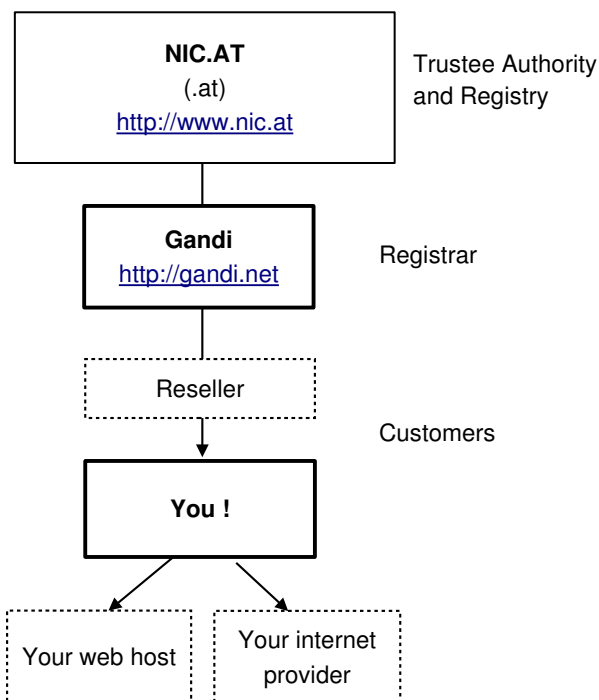 NIC.AT
(.at)
http://www.nic.at
Trustee Authority
and Registry
Gandi
http://gandi.net
Registrar
Reseller
Customers
You !
Your web host
Your internet
provider